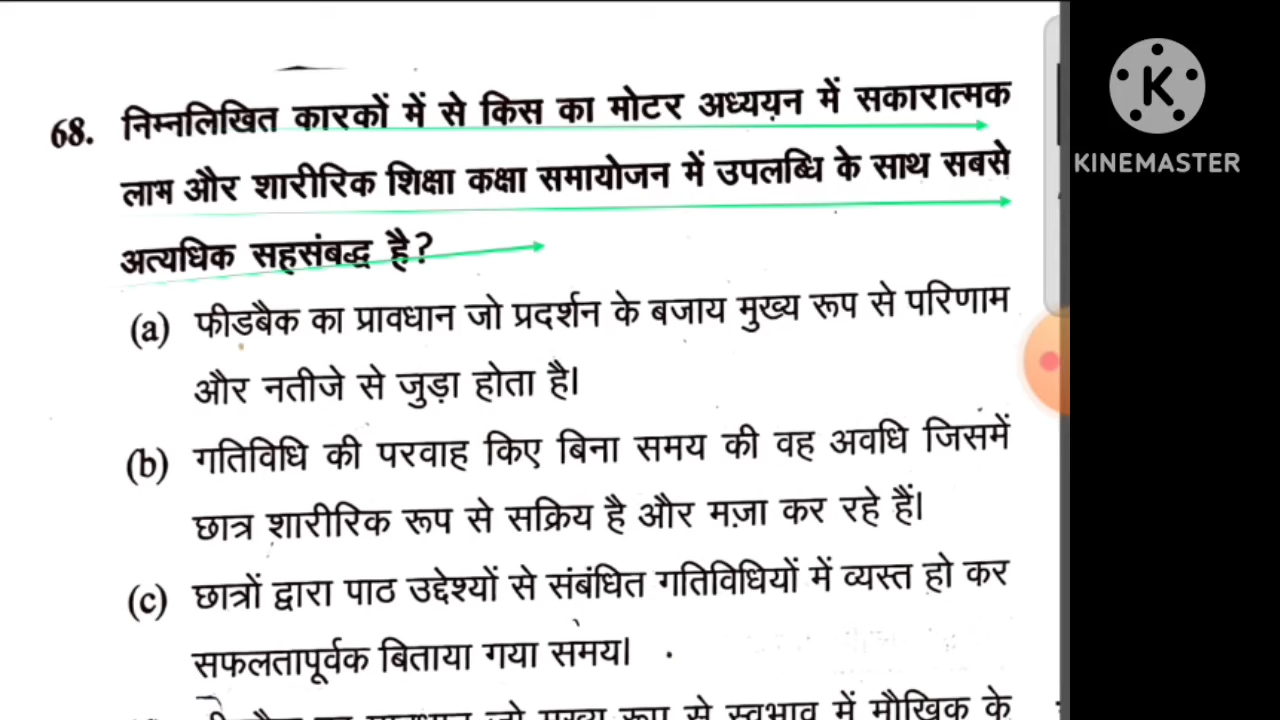 68. निम्नलिखित कारकों में से किस का मोटर अध्ययन में सकारात्मक
लाभ और शारीरिक शिक्षा कक्षा समायोजन में उपलब्धि के साथ सबसे
अत्यधिक सहसंबद्ध है?
(a) फीडबैक का प्रावधान जो प्रदर्शन के बजाय मुख्य रूप से परिणाम
और नतीजे से जुड़ा होता है।
(b) गतिविधि की परवाह किए बिना समय की वह अवधि जिसमें
छात्र शारीरिक रूप से सक्रिय है और मज़ा कर रहे हैं।
(c) छात्रों द्वारा पाठ उद्देश्यों से संबंधित गतिविधियों में व्यस्त हो कर
सफलतापूर्वक बिताया गया समय।
जो मुख्य रूप से स्वभाव में मौखिक के
K
KINEMASTER